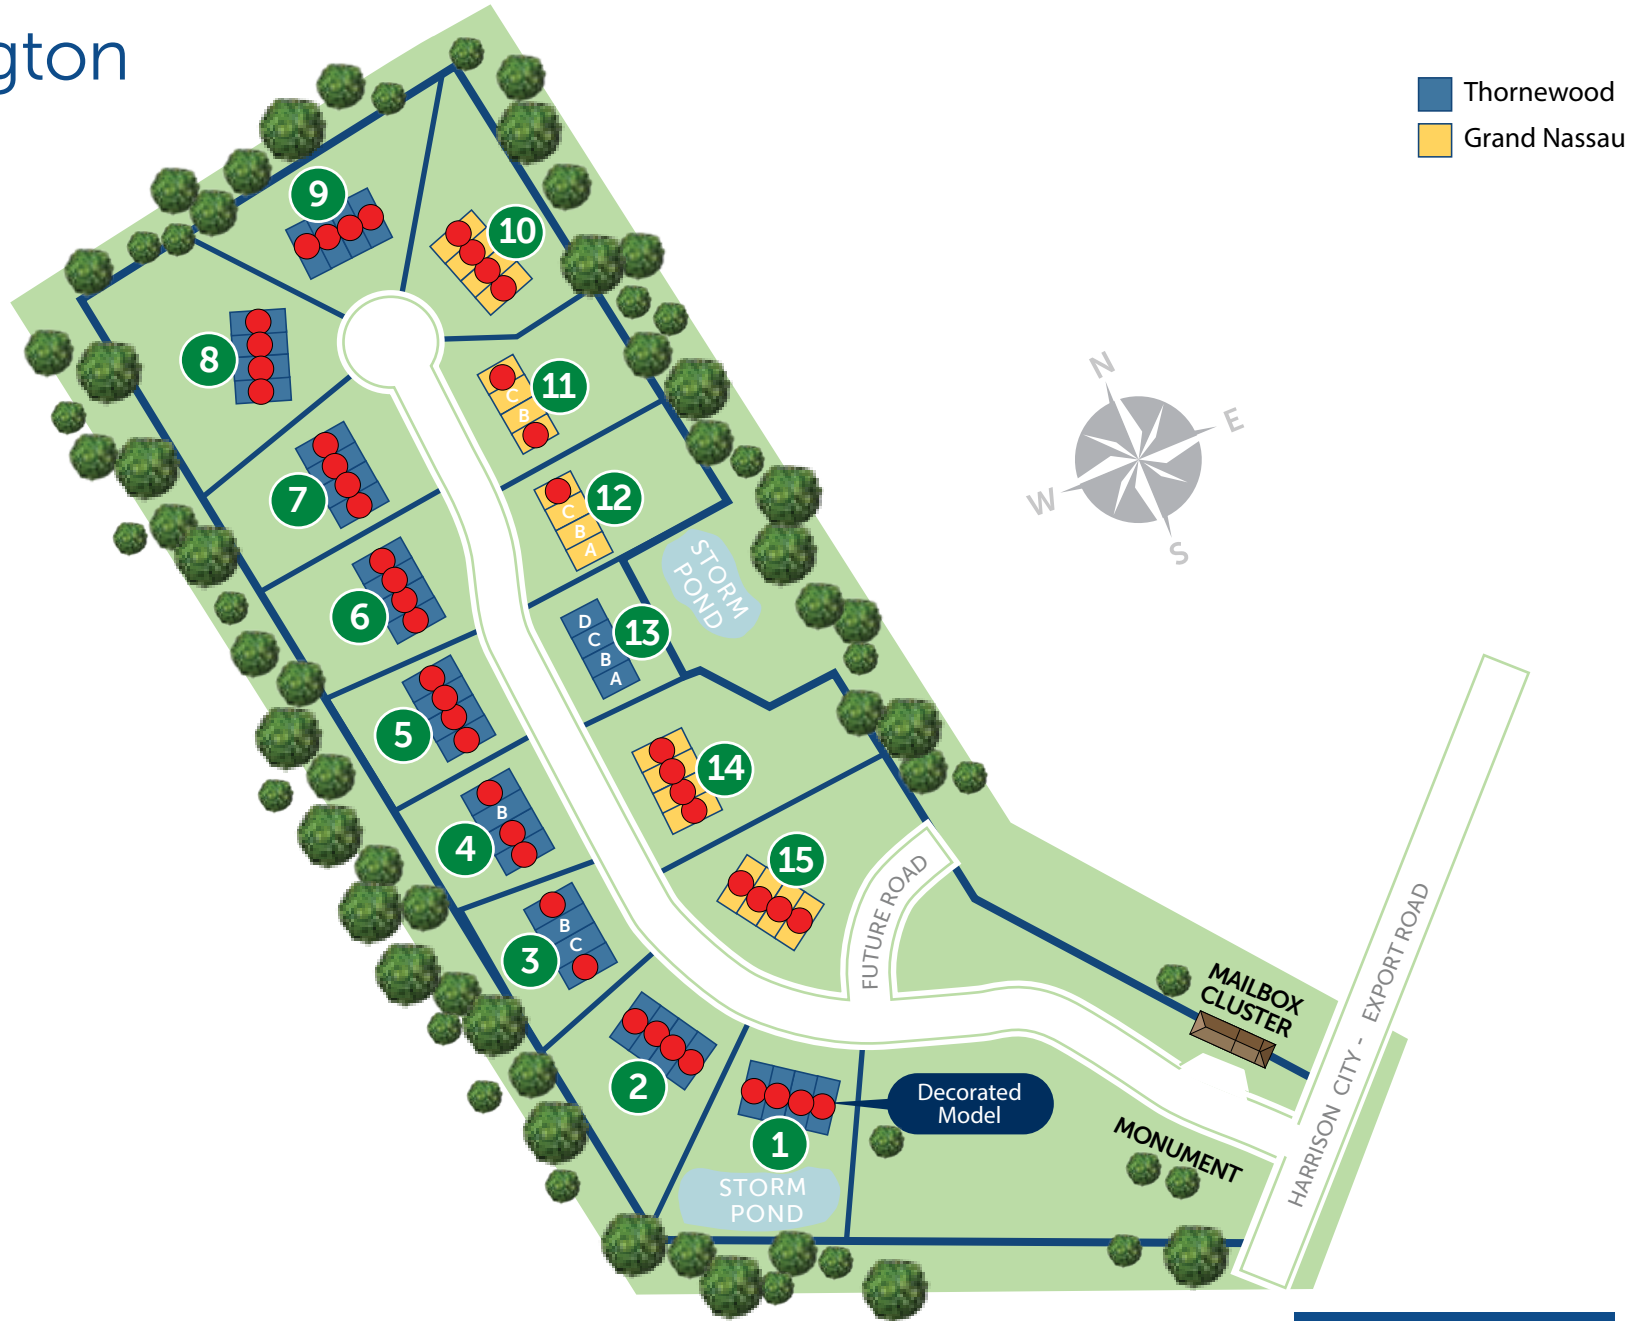 gton
Thornewood
Grand Nassau
9
10
8
11
C
B
7
12
C
B
A
N
E
W
S
STORM
POND
6
13
D
C
B
A
5
14
4
B
15
3
B
C
FUTURE ROAD
2
1
Decorated
Model
STORM
POND
MAILBOX
CLUSTER
MONUMENT
HARRISON CITY - EXPORT ROAD